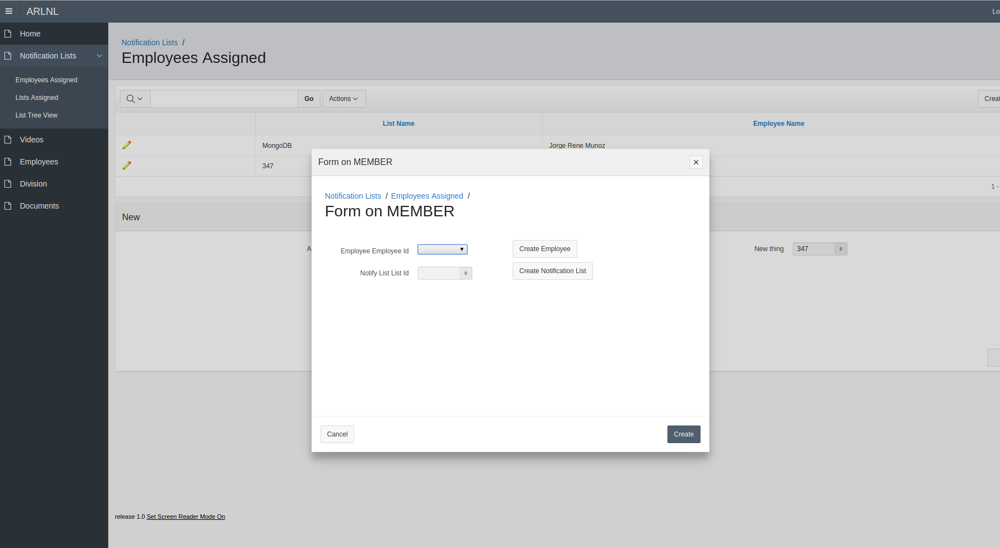 ARLNL
Home
Notification Lists
Employees Assigned
Lists Assigned
List Tree View
Videos
Employees
Division
Documents
Notification Lists /
Employees Assigned
Go
Actions
List Name Employee Name
MongoDB Jorge Rene Munoz
347
1 -
New
New thing 347
Form on MEMBER
Notification Lists / Employees Assigned /
Form on MEMBER
Employee Employee Id
Create Employee
Notify List List Id
Create Notification List
Cancel
Create
release 1.0 Set Screen Reader Mode On